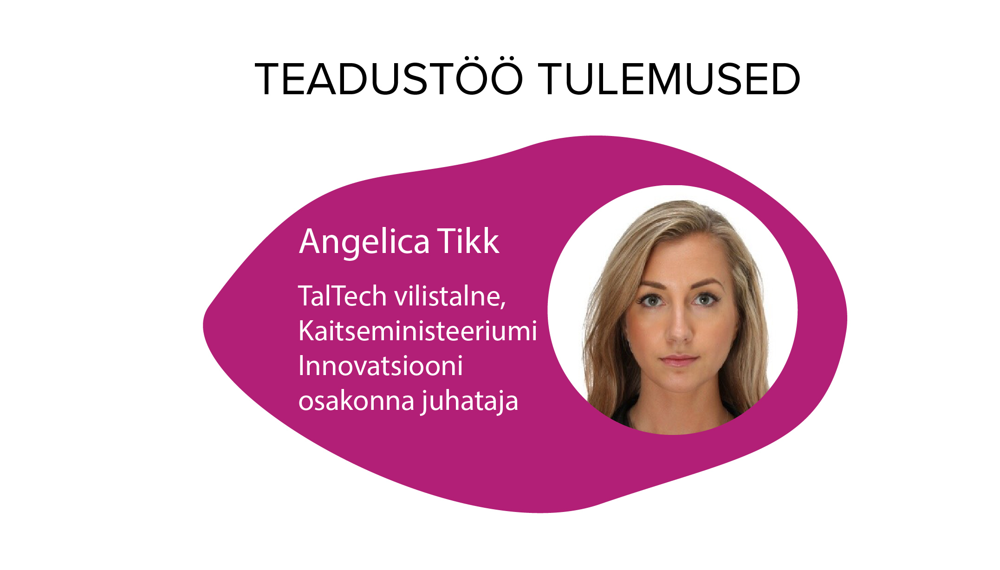 TEADUSTÖÖ TULEMUSED
Angelica Tikk
TalTech vilistalne,
Kaitseministeeriumi
Innovatsiooni
osakonna juhataja